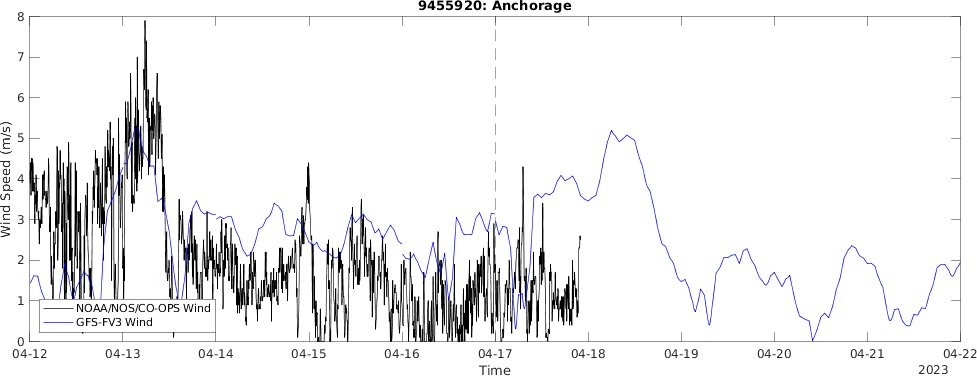 9455920: Anchorage
Wind Speed (m/s)
8
7
6
5
4
3
2
1
0
NOAA/NOS/CO-OPS Wind
GFS-FV3 Wind
04-12 04-13 04-14 04-15 04-16 04-17 04-18 04-19 04-20 04-21 04-22
Time
2023